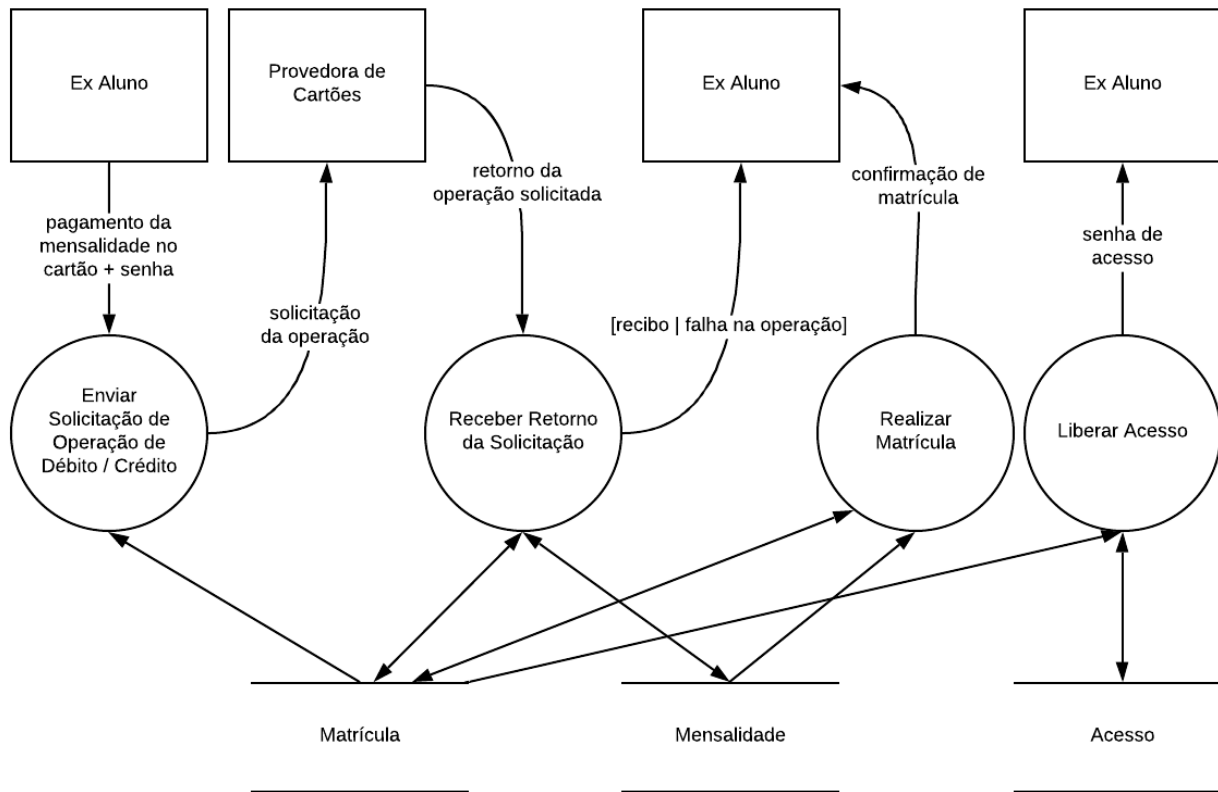 Ex Aluno
Provedora de
Cartões
Ex Aluno
Ex Aluno
pagamento da
mensalidade no
cartão + senha
retorno da
operação solicitada
confirmação de
matrícula
senha de
acesso
solicitação
da operação
[recibo | falha na operação]
Enviar
Solicitação de
Operação de
Débito / Crédito
Receber Retorno
da Solicitação
Realizar
Matrícula
Liberar Acesso
Matrícula
Mensalidade
Acesso